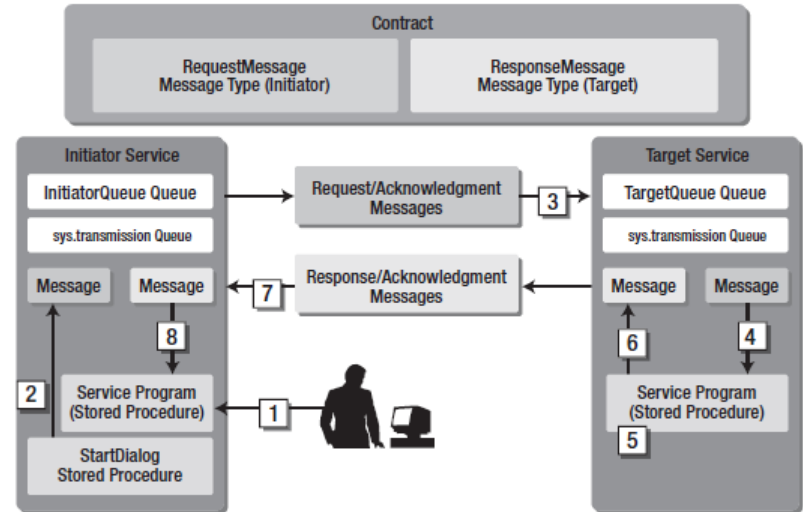 Contract
RequestMessage
Message Type (Initiator)
ResponseMessage
Message Type (Target)
Initiator Service
InitiatorQueue Queue
sys.transmission Queue
Message
Message
8
2
Service Program
(Stored Procedure)
StartDialog
Stored Procedure
Request/Acknowledgment
Messages
3
Response/Acknowledgment
Messages
7
1
Target Service
TargetQueue Queue
sys.transmission Queue
Message
Message
6
4
Service Program
(Stored Procedure)
5